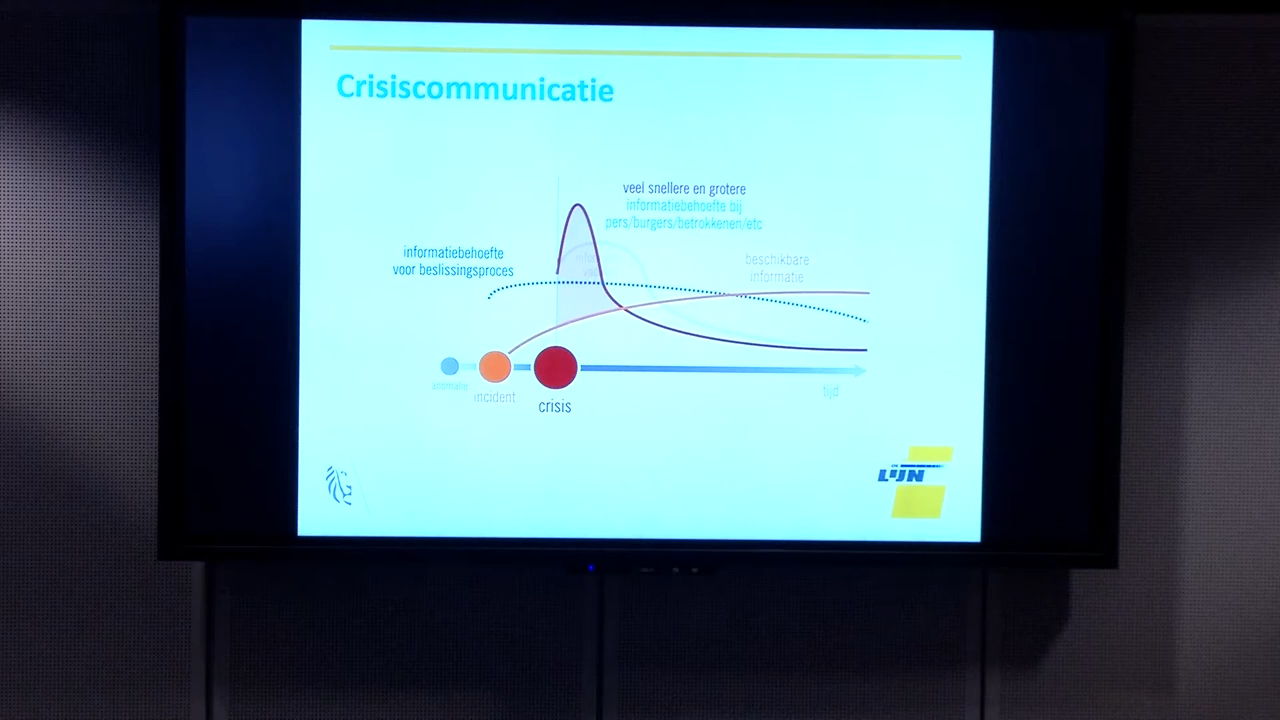 Crisiscommunicatie
veel snellere en grotere
informatiebehoefte bij
pers/burgers/betrokkenen/etc
informatiebehoefte
voor beslissingsproces
beschikbare
informatie
anomalie
incident
crisis
tijd
DE
LIJN